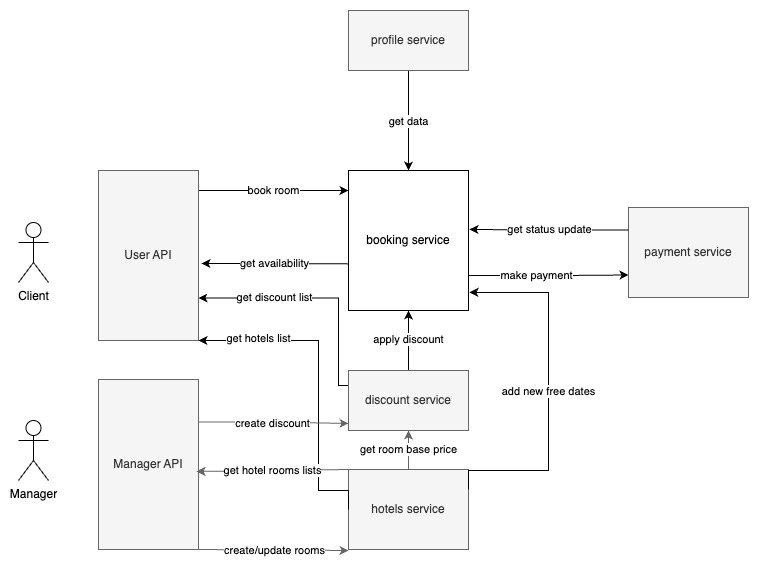 profile service
get data
book room
User API
booking service
get status update
payment service
get availability
make payment
Client
get discount list
get hotels list
apply discount
add new free dates
discount service
create discount
get room base price
Manager API
get hotel rooms lists
Manager
hotels service
create/update rooms